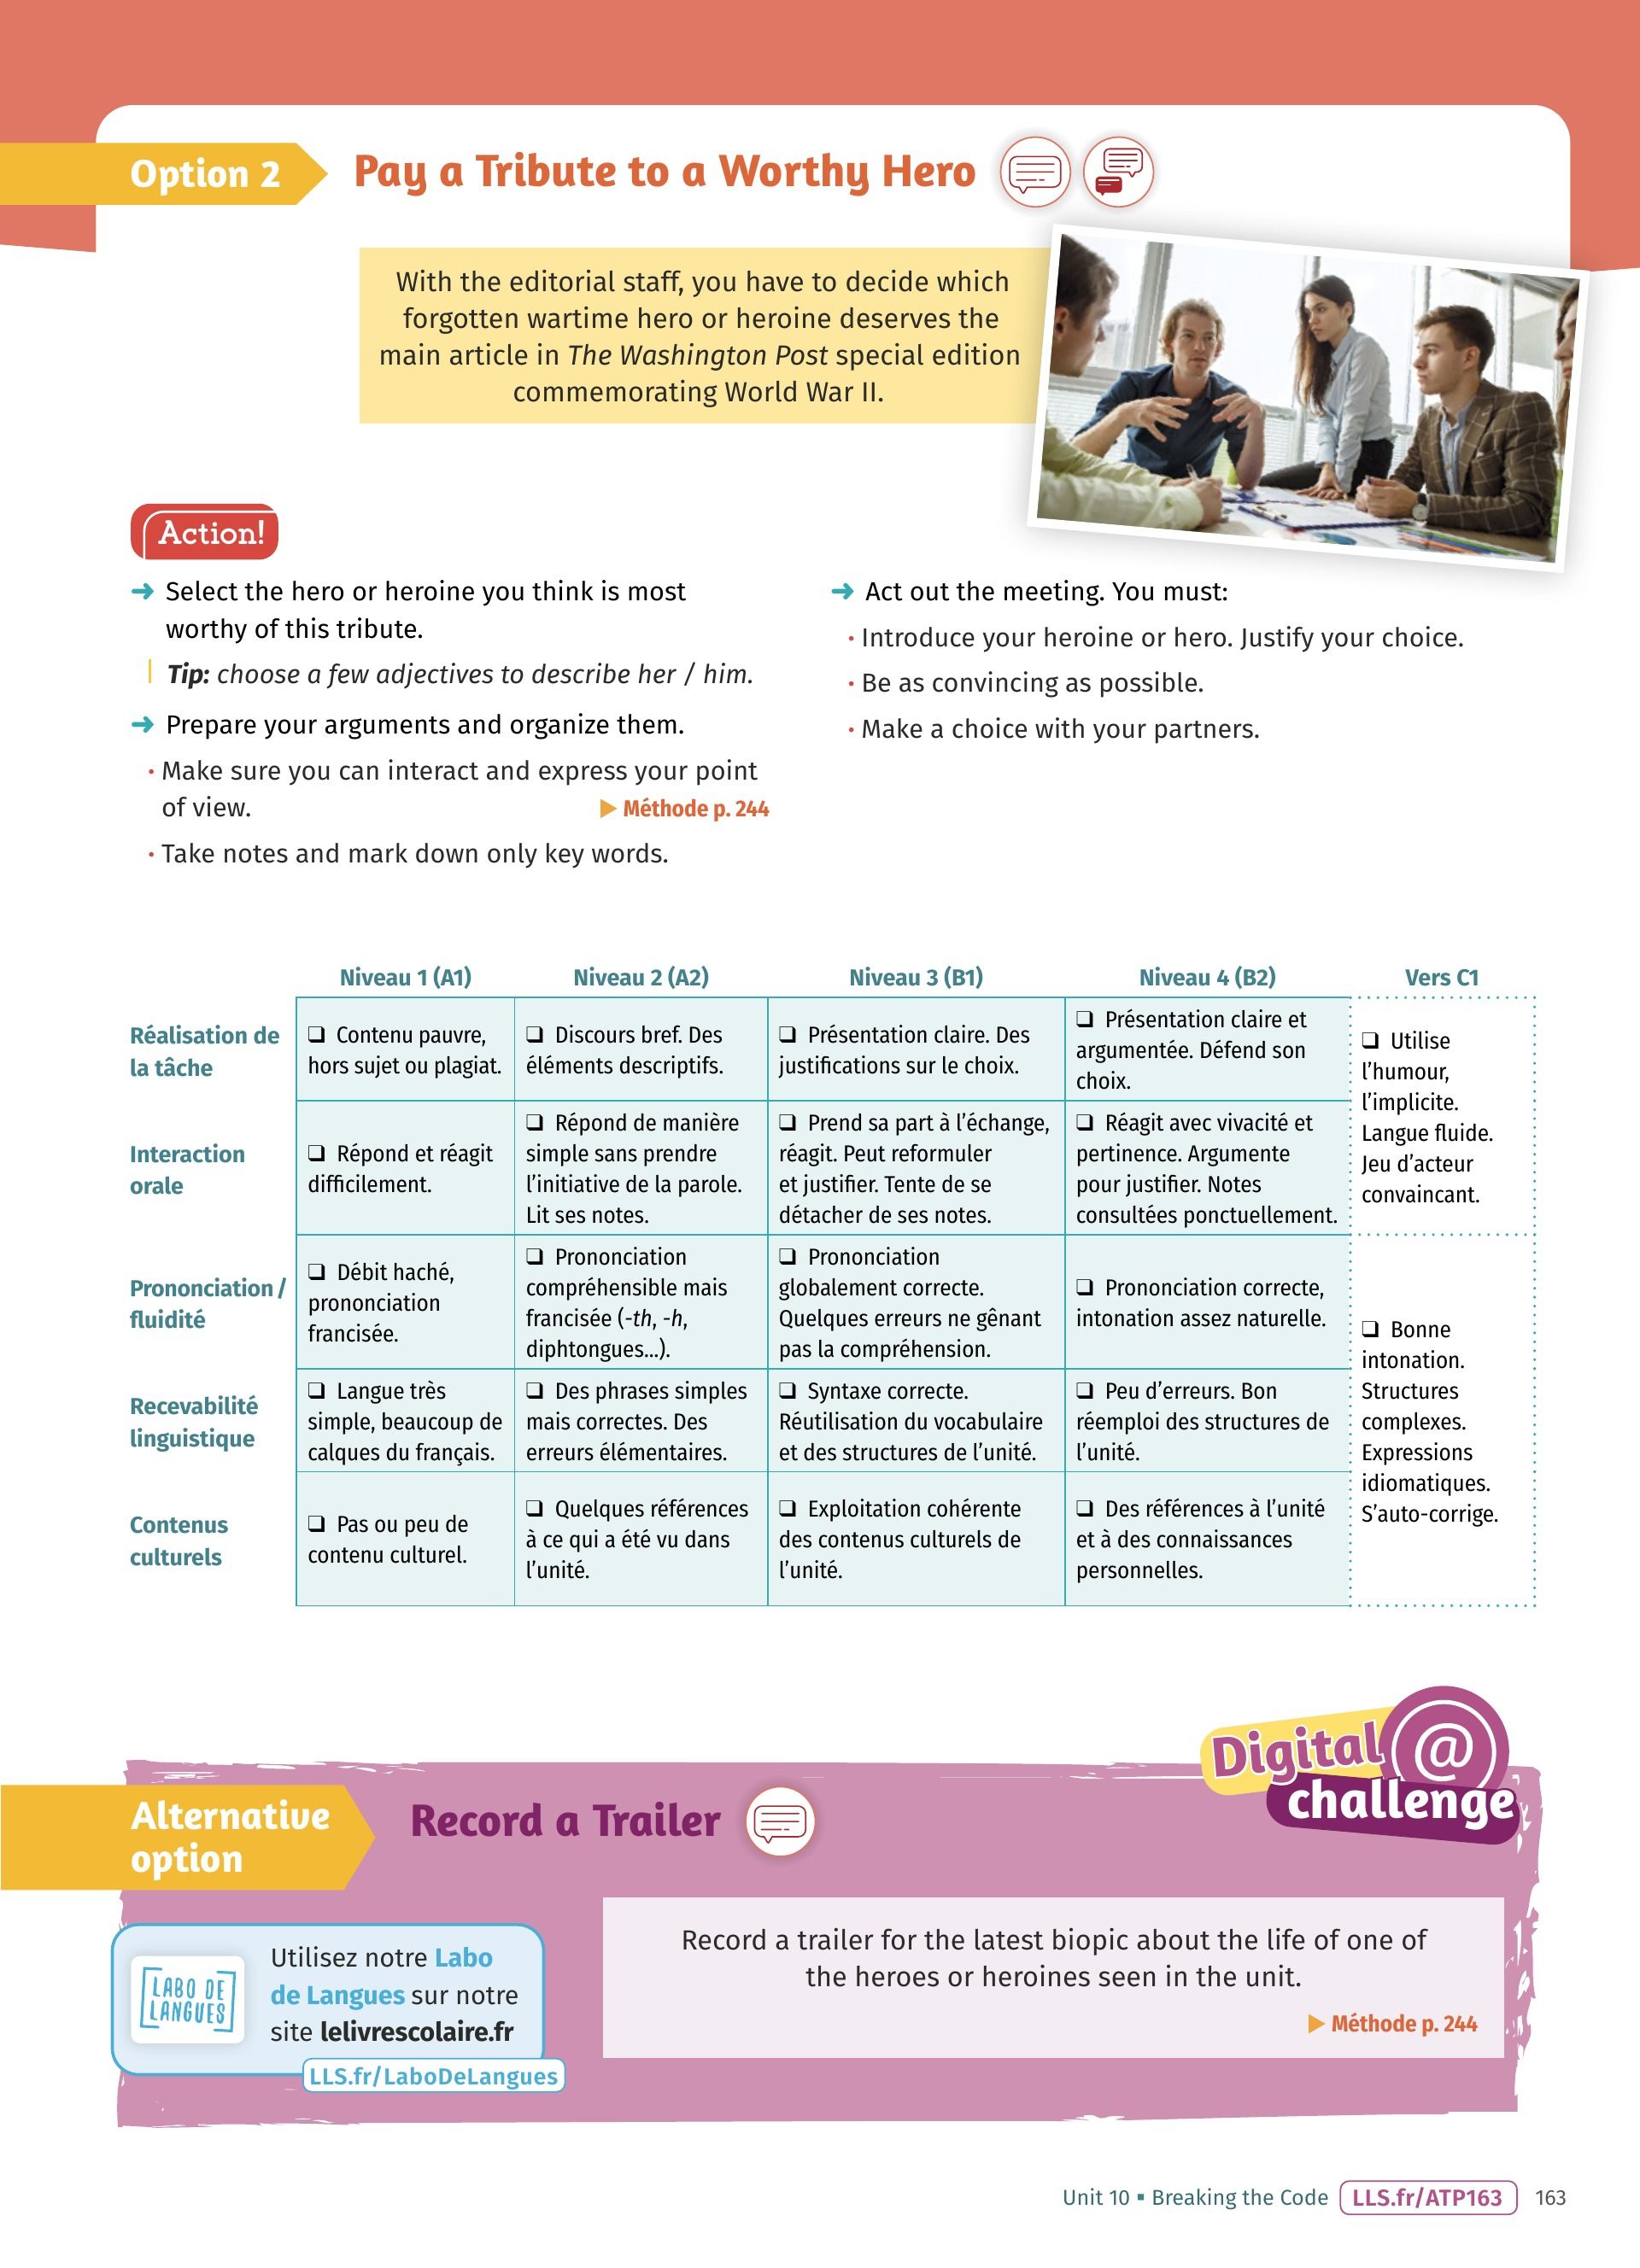 Option 2
Pay a Tribute to a Worthy Hero
With the editorial staff, you have to decide which
forgotten wartime hero or heroine deserves the
main article in The Washington Post special edition
commemorating World War II.
Action!
➜ Select the hero or heroine you think is most
worthy of this tribute.
Tip: choose a few adjectives to describe her / him.
➜ Prepare your arguments and organize them.
• Make sure you can interact and express your point
of view.
▶ Méthode p. 244
• Take notes and mark down only key words.
➜ Act out the meeting. You must:
• Introduce your heroine or hero. Justify your choice.
• Be as convincing as possible.
• Make a choice with your partners.
Niveau 1 (A1)
Niveau 2 (A2)
Niveau 3 (B1)
Niveau 4 (B2)
Vers C1
Réalisation de
la tâche
❑ Contenu pauvre,
hors sujet ou plagiat.
❑ Discours bref. Des
éléments descriptifs.
❑ Présentation claire. Des
justifications sur le choix.
❑ Présentation claire et
argumentée. Défend son
choix.
❑ Utilise
l'humour,
l'implicite.
Langue fluide.
Jeu d'acteur
convaincant.
Interaction
orale
❑ Répond et réagit
difficilement.
❑ Répond de manière
simple sans prendre
l'initiative de la parole.
Lit ses notes.
❑ Prend sa part à l'échange,
réagit. Peut reformuler
et justifier. Tente de se
détacher de ses notes.
❑ Réagit avec vivacité et
pertinence. Argumente
pour justifier. Notes
consultées ponctuellement.
Prononciation /
fluidité
❑ Débit haché,
prononciation
francisée.
❑ Prononciation
compréhensible mais
francisée (-th, -h,
diphtongues...).
❑ Prononciation
globalement correcte.
Quelques erreurs ne gênant
pas la compréhension.
❑ Prononciation correcte,
intonation assez naturelle.
❑ Bonne
intonation.
Structures
complexes.
Expressions
idiomatiques.
S'auto-corrige.
Recevabilité
linguistique
❑ Langue très
simple, beaucoup de
calques du français.
❑ Des phrases simples
mais correctes. Des
erreurs élémentaires.
❑ Syntaxe correcte.
Réutilisation du vocabulaire
et des structures de l'unité.
❑ Peu d'erreurs. Bon
réemploi des structures de
l'unité.
Contenus
culturels
❑ Pas ou peu de
contenu culturel.
❑ Quelques références
à ce qui a été vu dans
l'unité.
❑ Exploitation cohérente
des contenus culturels de
l'unité.
❑ Des références à l'unité
et à des connaissances
personnelles.
Digital @
challenge
Alternative
option
Record a Trailer
LABO DE
LANGUES
Utilisez notre Labo
de Langues sur notre
site lelivrescolaire.fr
LLS.fr/LaboDeLangues
Record a trailer for the latest biopic about the life of one of
the heroes or heroines seen in the unit.
▶ Méthode p. 244
Unit 10 ▪ Breaking the Code LLS.fr/ATP163 163